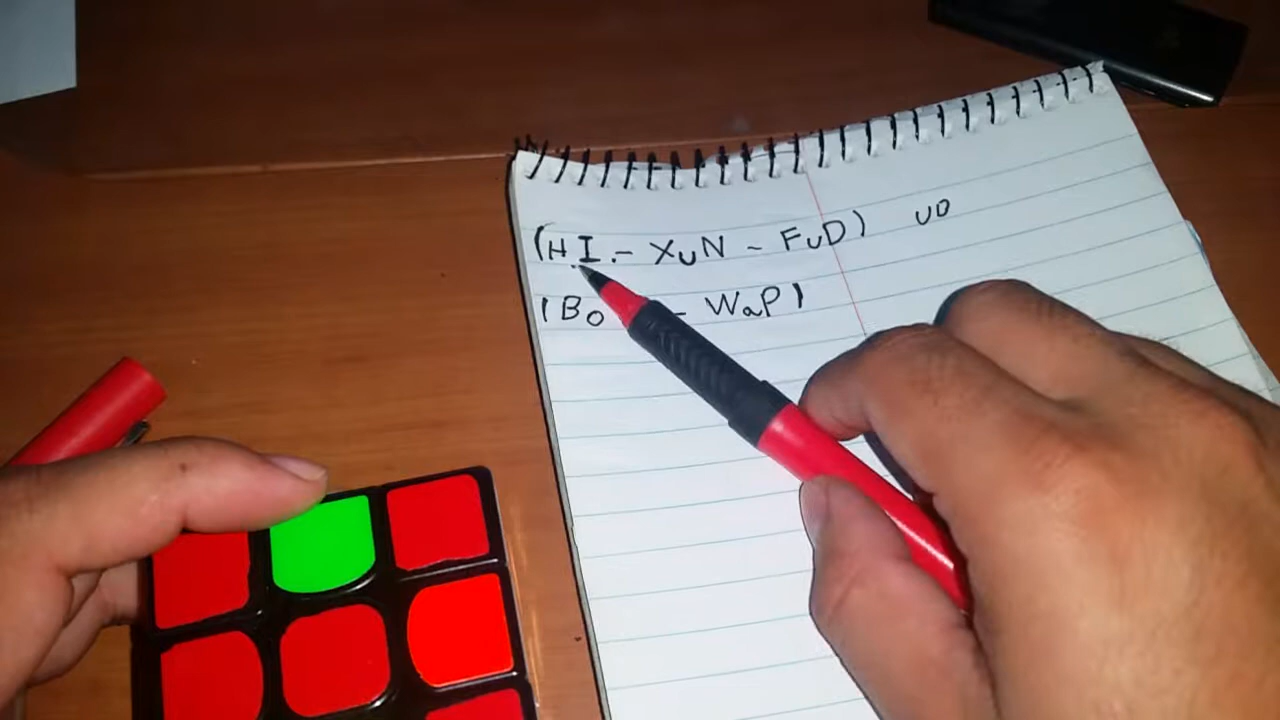 (HI.- XuN - FuD) uD
(Bo - WaP)